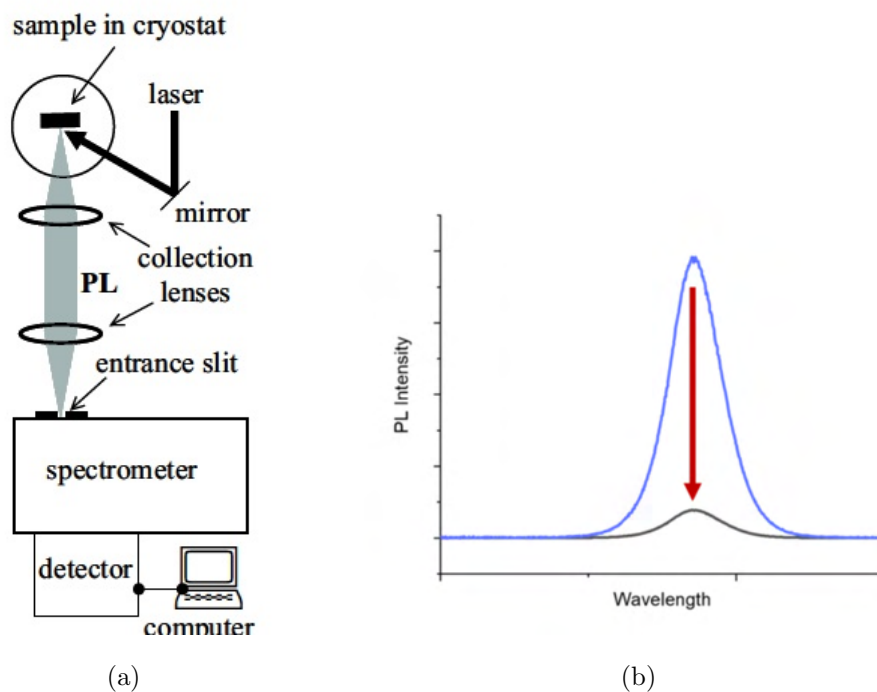 sample in cryostat
laser
mirror
collection
lenses
PL
entrance slit
spectrometer
detector
computer
(a)
PL Intensity
Wavelength
(b)